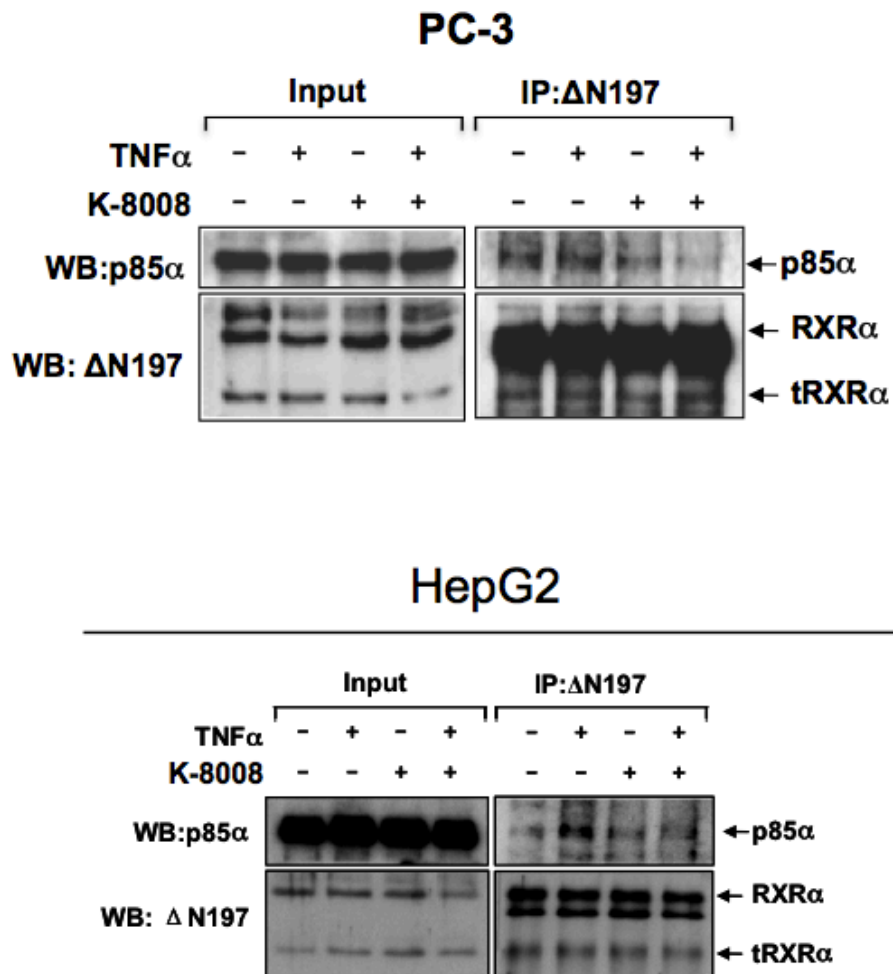 PC-3
Input IP:ΔN197
TNFα - + - + - + - +
K-8008 - - + + - - + +
WB:p85α p85α
RXRα
WB: ΔN197
tRXRα
HepG2
Input IP:ΔN197
TNFα - + - + - + - +
K-8008 - - + + - - + +
WB:p85α p85α
RXRα
WB: Δ N197
tRXRα